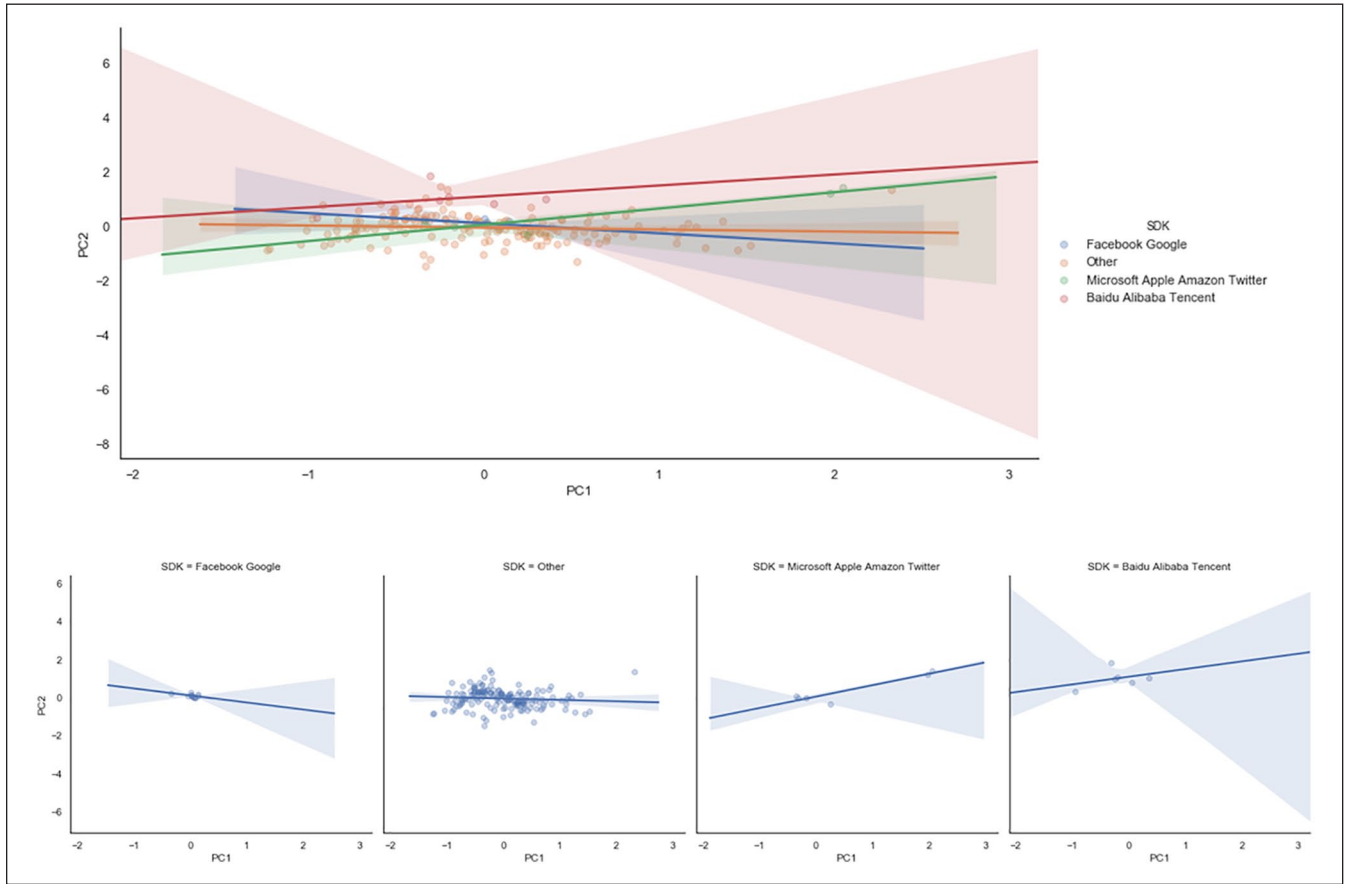 6
4
2
0
−2
−4
−6
−8
PC2
−2 −1 0 1 2 3
PC1
SDK
Facebook Google
Other
Microsoft Apple Amazon Twitter
Baidu Alibaba Tencent
SDK = Facebook Google SDK = Other SDK = Microsoft Apple Amazon Twitter SDK = Baidu Alibaba Tencent
6
4
2
0
−2
−4
−6
PC2
−2 −1 0 1 2 3 −2 −1 0 1 2 3 −2 −1 0 1 2 3 −2 −1 0 1 2 3
PC1 PC1 PC1 PC1